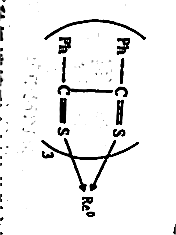 Ph — C = S
Ph — C = S
3
Re⁰